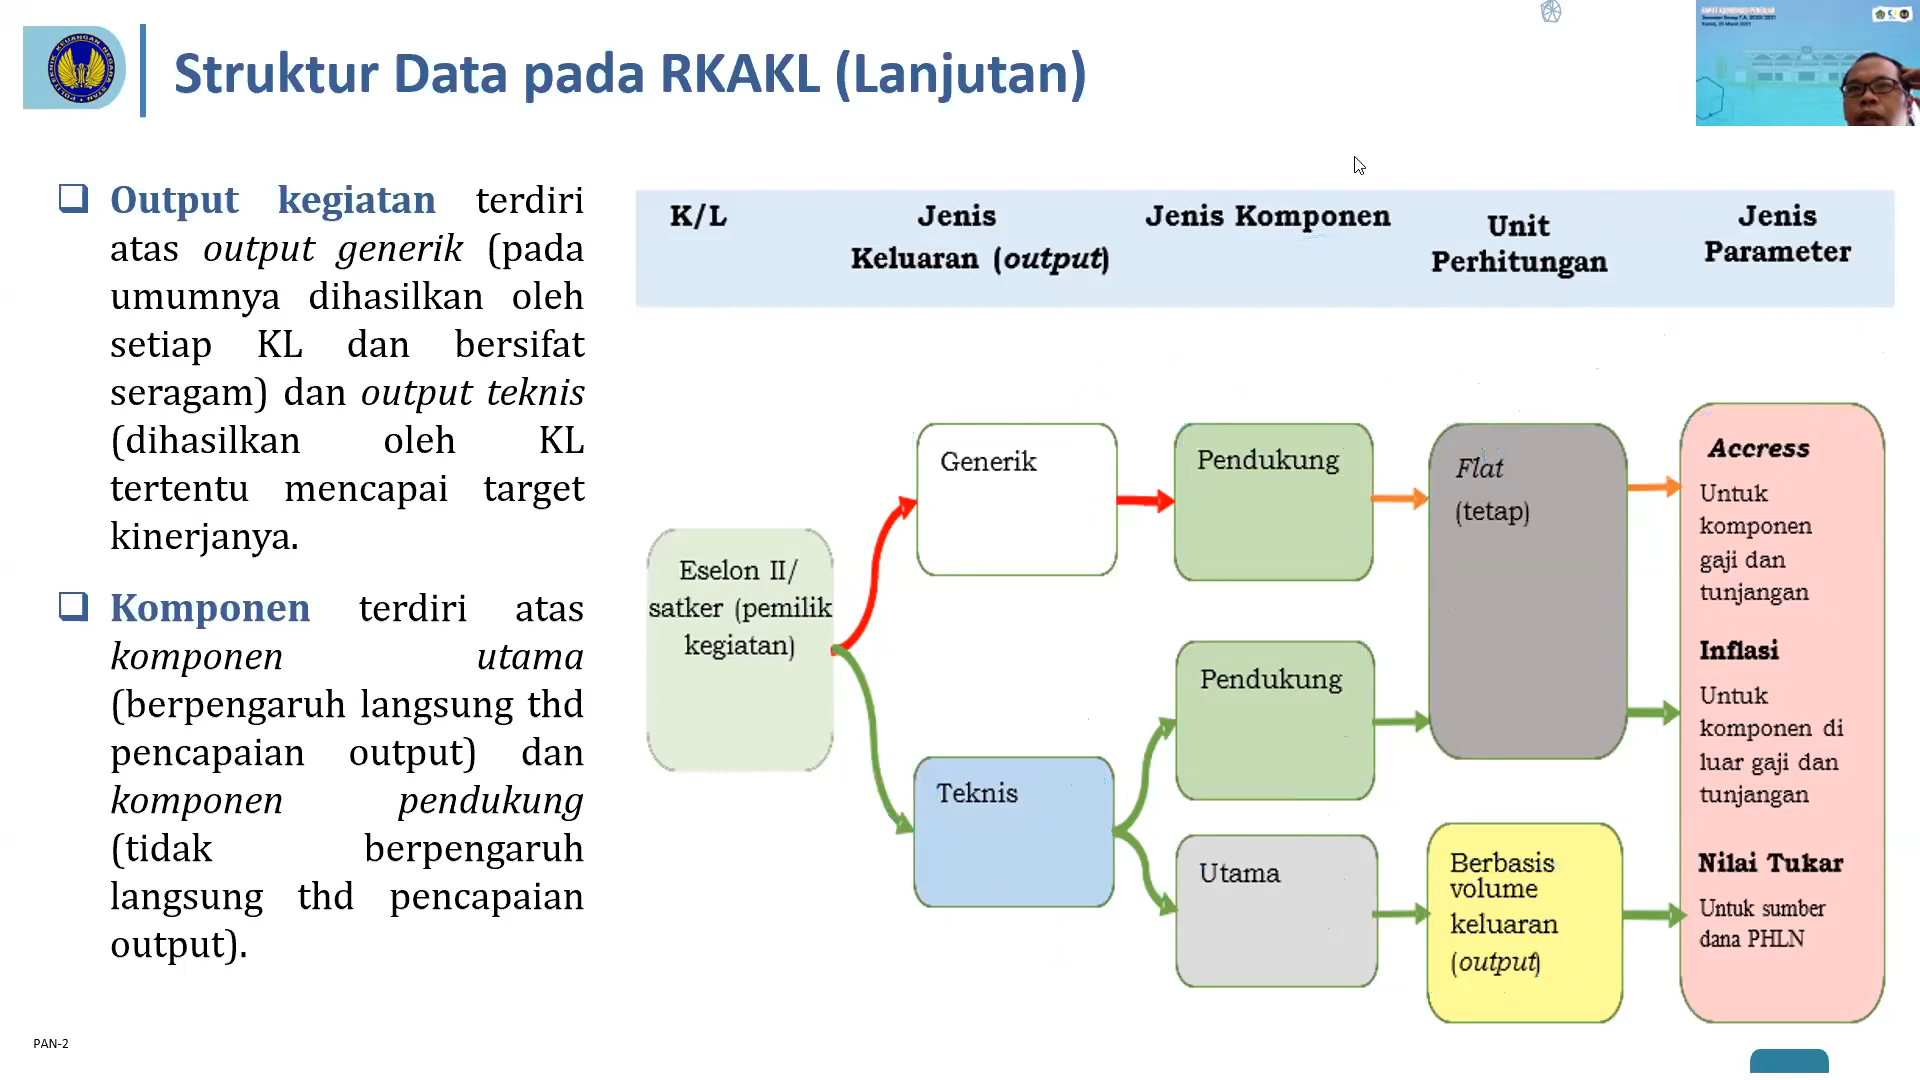 Struktur Data pada RKAKL (Lanjutan)
Output kegiatan terdiri
atas output generik (pada
umumnya dihasilkan oleh
setiap KL dan bersifat
seragam) dan output teknis
(dihasilkan oleh KL
tertentu mencapai target
kinerjanya.
Komponen terdiri atas
komponen utama
(berpengaruh langsung thd
pencapaian output) dan
komponen pendukung
(tidak berpengaruh
langsung thd pencapaian
output).
K/L
Jenis
Keluaran (output)
Jenis Komponen
Unit
Perhitungan
Jenis
Parameter
Eselon II/
satker (pemilik
kegiatan)
Generik
Teknis
Pendukung
Pendukung
Utama
Flat
(tetap)
Berbasis
volume
keluaran
(output)
Accress
Untuk
komponen
gaji dan
tunjangan
Inflasi
Untuk
komponen di
luar gaji dan
tunjangan
Nilai Tukar
Untuk sumber
dana PHLN
PAN-2